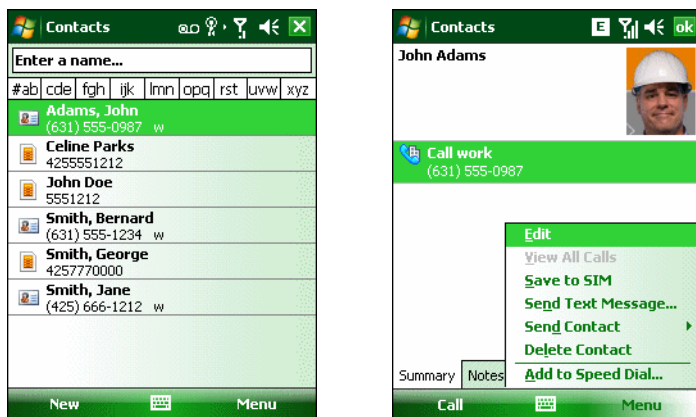 Contacts
Enter a name...
#ab cde fgh ijk lmn opq rst uvw xyz
Adams, John
(631) 555-0987 w
Celine Parks
4255551212
John Doe
5551212
Smith, Bernard
(631) 555-1234 w
Smith, George
4257770000
Smith, Jane
(425) 666-1212 w
New Menu
Contacts E ok
John Adams
Call work
(631) 555-0987
Edit
View All Calls
Save to SIM
Send Text Message...
Send Contact
Delete Contact
Add to Speed Dial...
Summary Notes
Call Menu